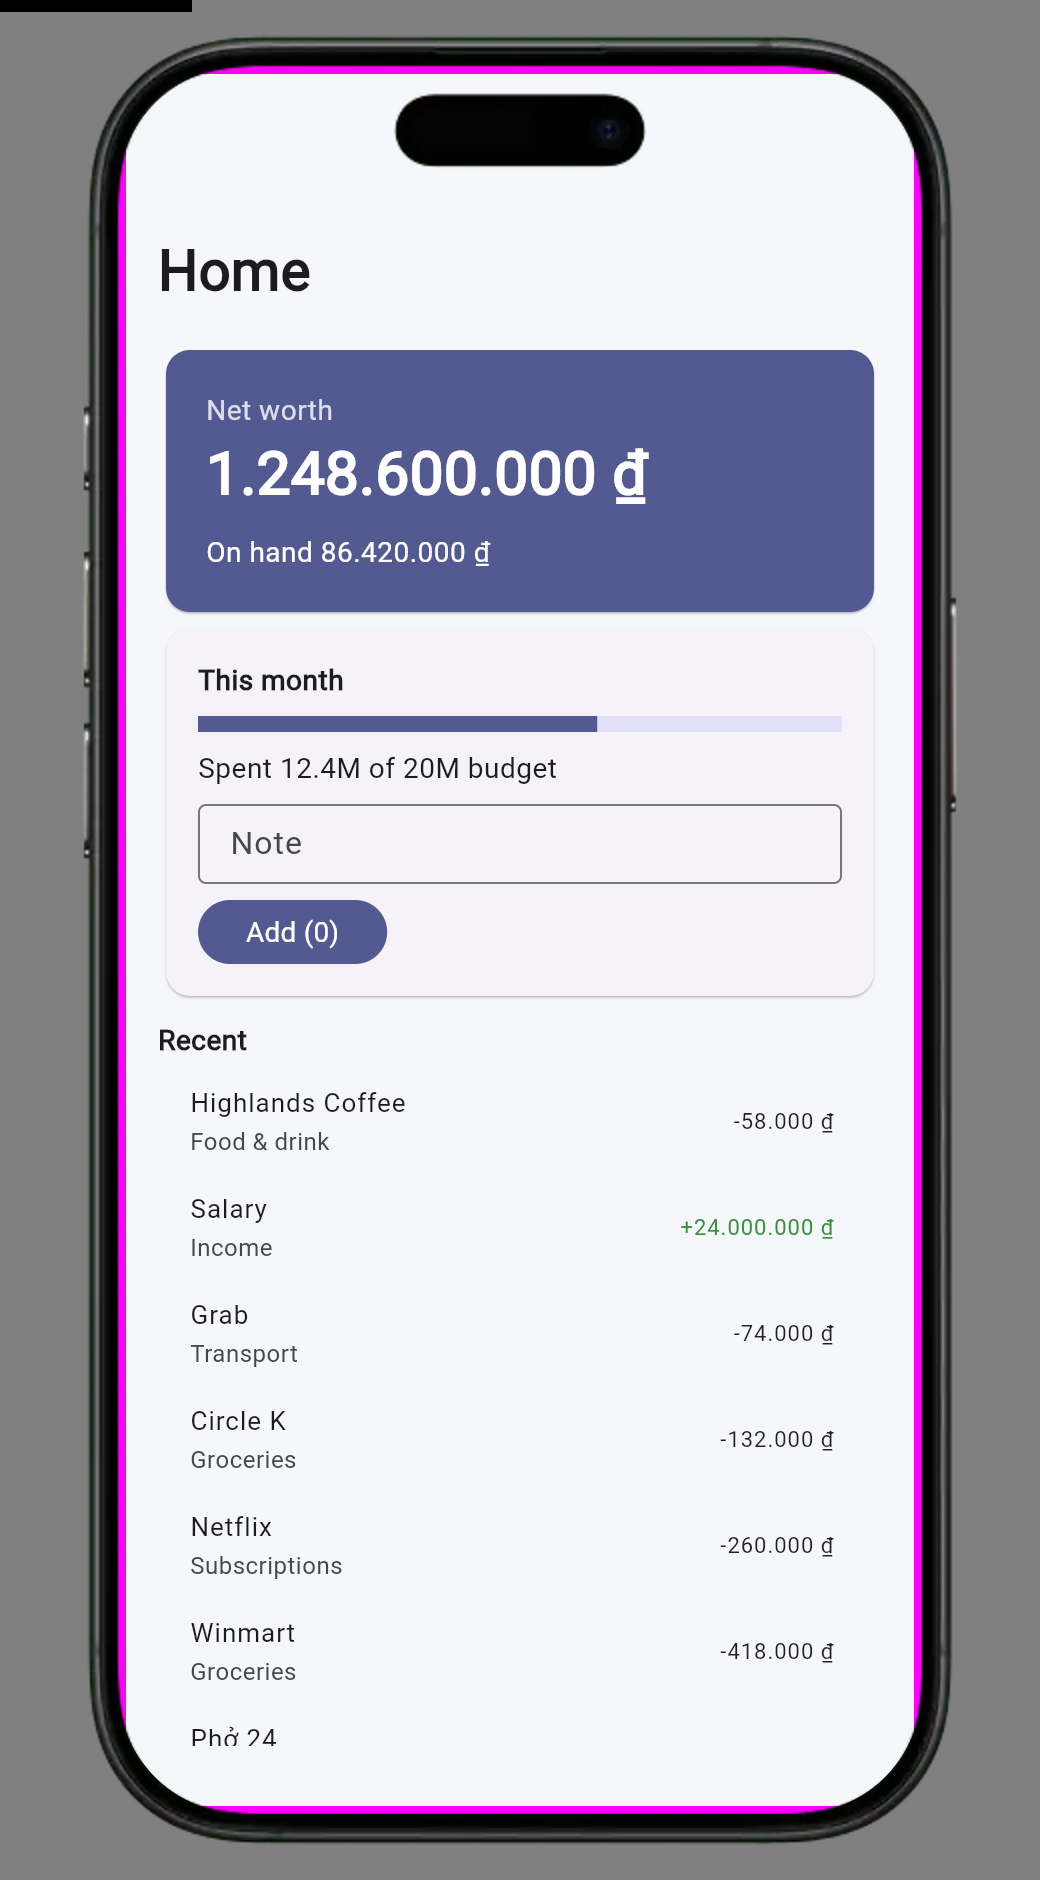 Home
Net worth
1.248.600.000 ₫
On hand 86.420.000 ₫
This month
Spent 12.4M of 20M budget
Note
Add (0)
Recent
Highlands Coffee
Food & drink
-58.000 ₫
Salary
Income
+24.000.000 ₫
Grab
Transport
-74.000 ₫
Circle K
Groceries
-132.000 ₫
Netflix
Subscriptions
-260.000 ₫
Winmart
Groceries
-418.000 ₫
Phở 24